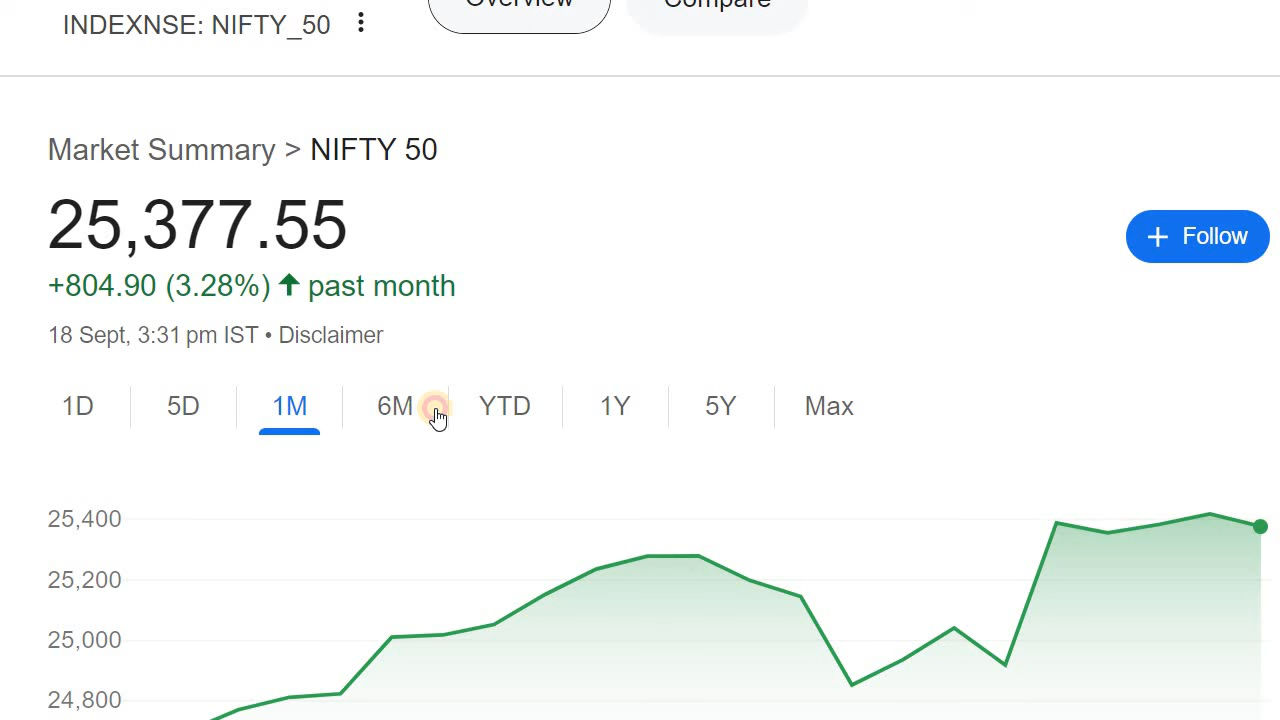 Overview Compare
INDEXNSE: NIFTY_50
Market Summary > NIFTY 50
25,377.55
+ Follow
+804.90 (3.28%) ↑ past month
18 Sept, 3:31 pm IST • Disclaimer
1D 5D 1M 6M YTD 1Y 5Y Max
25,400
25,200
25,000
24,800